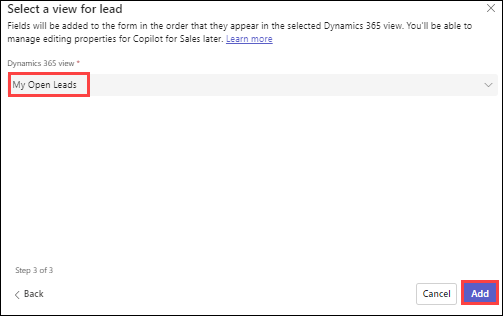 Select a view for lead
Fields will be added to the form in the order that they appear in the selected Dynamics 365 view. You'll be able to
manage editing properties for Copilot for Sales later. Learn more
Dynamics 365 view *
My Open Leads
Step 3 of 3
Back
Cancel
Add